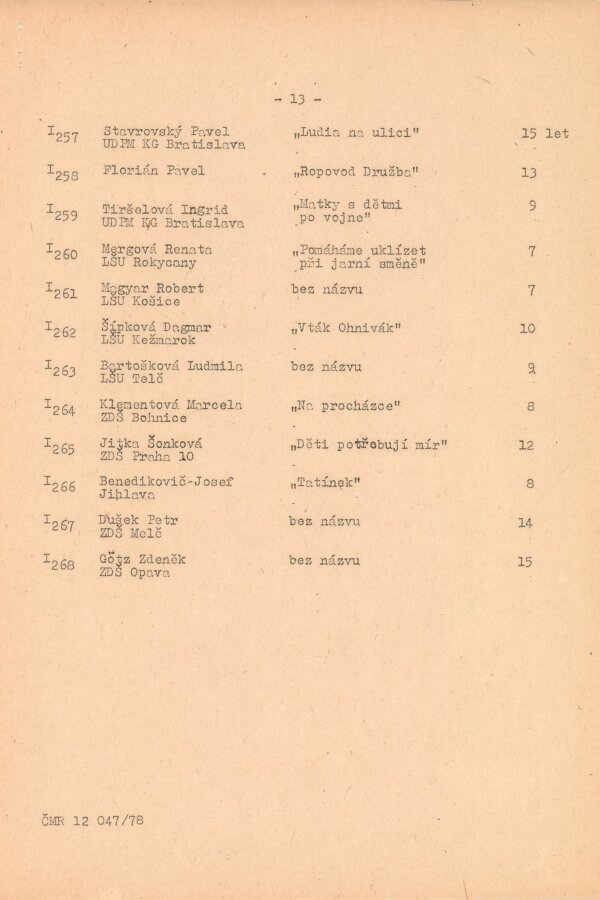 - 13 -
I257 Stavrovský Pavel „Ludia na ulici" 15 let
UDPM KG Bratislava
I258 Florián Pavel „Ropovod Družba" 13
I259 Tiršelová Ingrid „Matky s dětmi 9
UDPM KG Bratislava po vojne"
I260 Mergová Renata „Pomáháme uklízet 7
LŠU Rokycany při jarní směně"
I261 Magyar Robert bez názvu 7
LŠU Košice
I262 Šípková Dagmar „Vták Ohnivák" 10
LŠU Kežmarok
I263 Bartošková Ludmila bez názvu 9
LŠU Telč
I264 Klementová Marcela „Na procházce" 8
ZDŠ Bohnice
I265 Jitka Šonková „Děti potřebují mír" 12
ZDŠ Praha 10
I266 Benedikovič-Josef „Tatínek" 8
Jihlava
I267 Dušek Petr bez názvu 14
ZDŠ Melč
I268 Götz Zdeněk bez názvu 15
ZDŠ Opava
ČMR 12 047/78